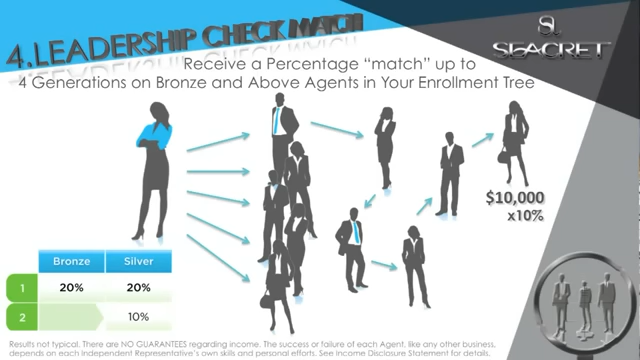 4.LEADERSHIP CHECK MATCH
SEACRET
Receive a Percentage “match” up to
4 Generations on Bronze and Above Agents in Your Enrollment Tree
$10,000
x10%
Bronze Silver
1 20% 20%
2 10%
Results not typical. There are NO GUARANTEES regarding income. The success or failure of each Agent, like any other business,
depends on each Independent Representative’s own skills and personal efforts. See Income Disclosure Statement for details.